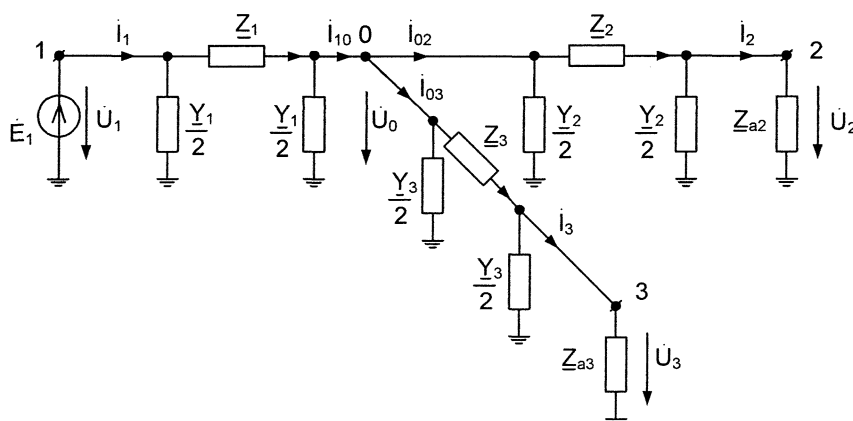 1 İ₁ Z₁ İ₁₀ 0 İ₀₂ Z₂ İ₂ 2
Ė₁ U̇₁ Y₁/2 Y₁/2 U̇₀ İ₀₃ Y₂/2 Y₂/2 Zₐ₂ U̇₂
Z₃
Y₃/2
İ₃
Y₃/2
3
Zₐ₃ U̇₃